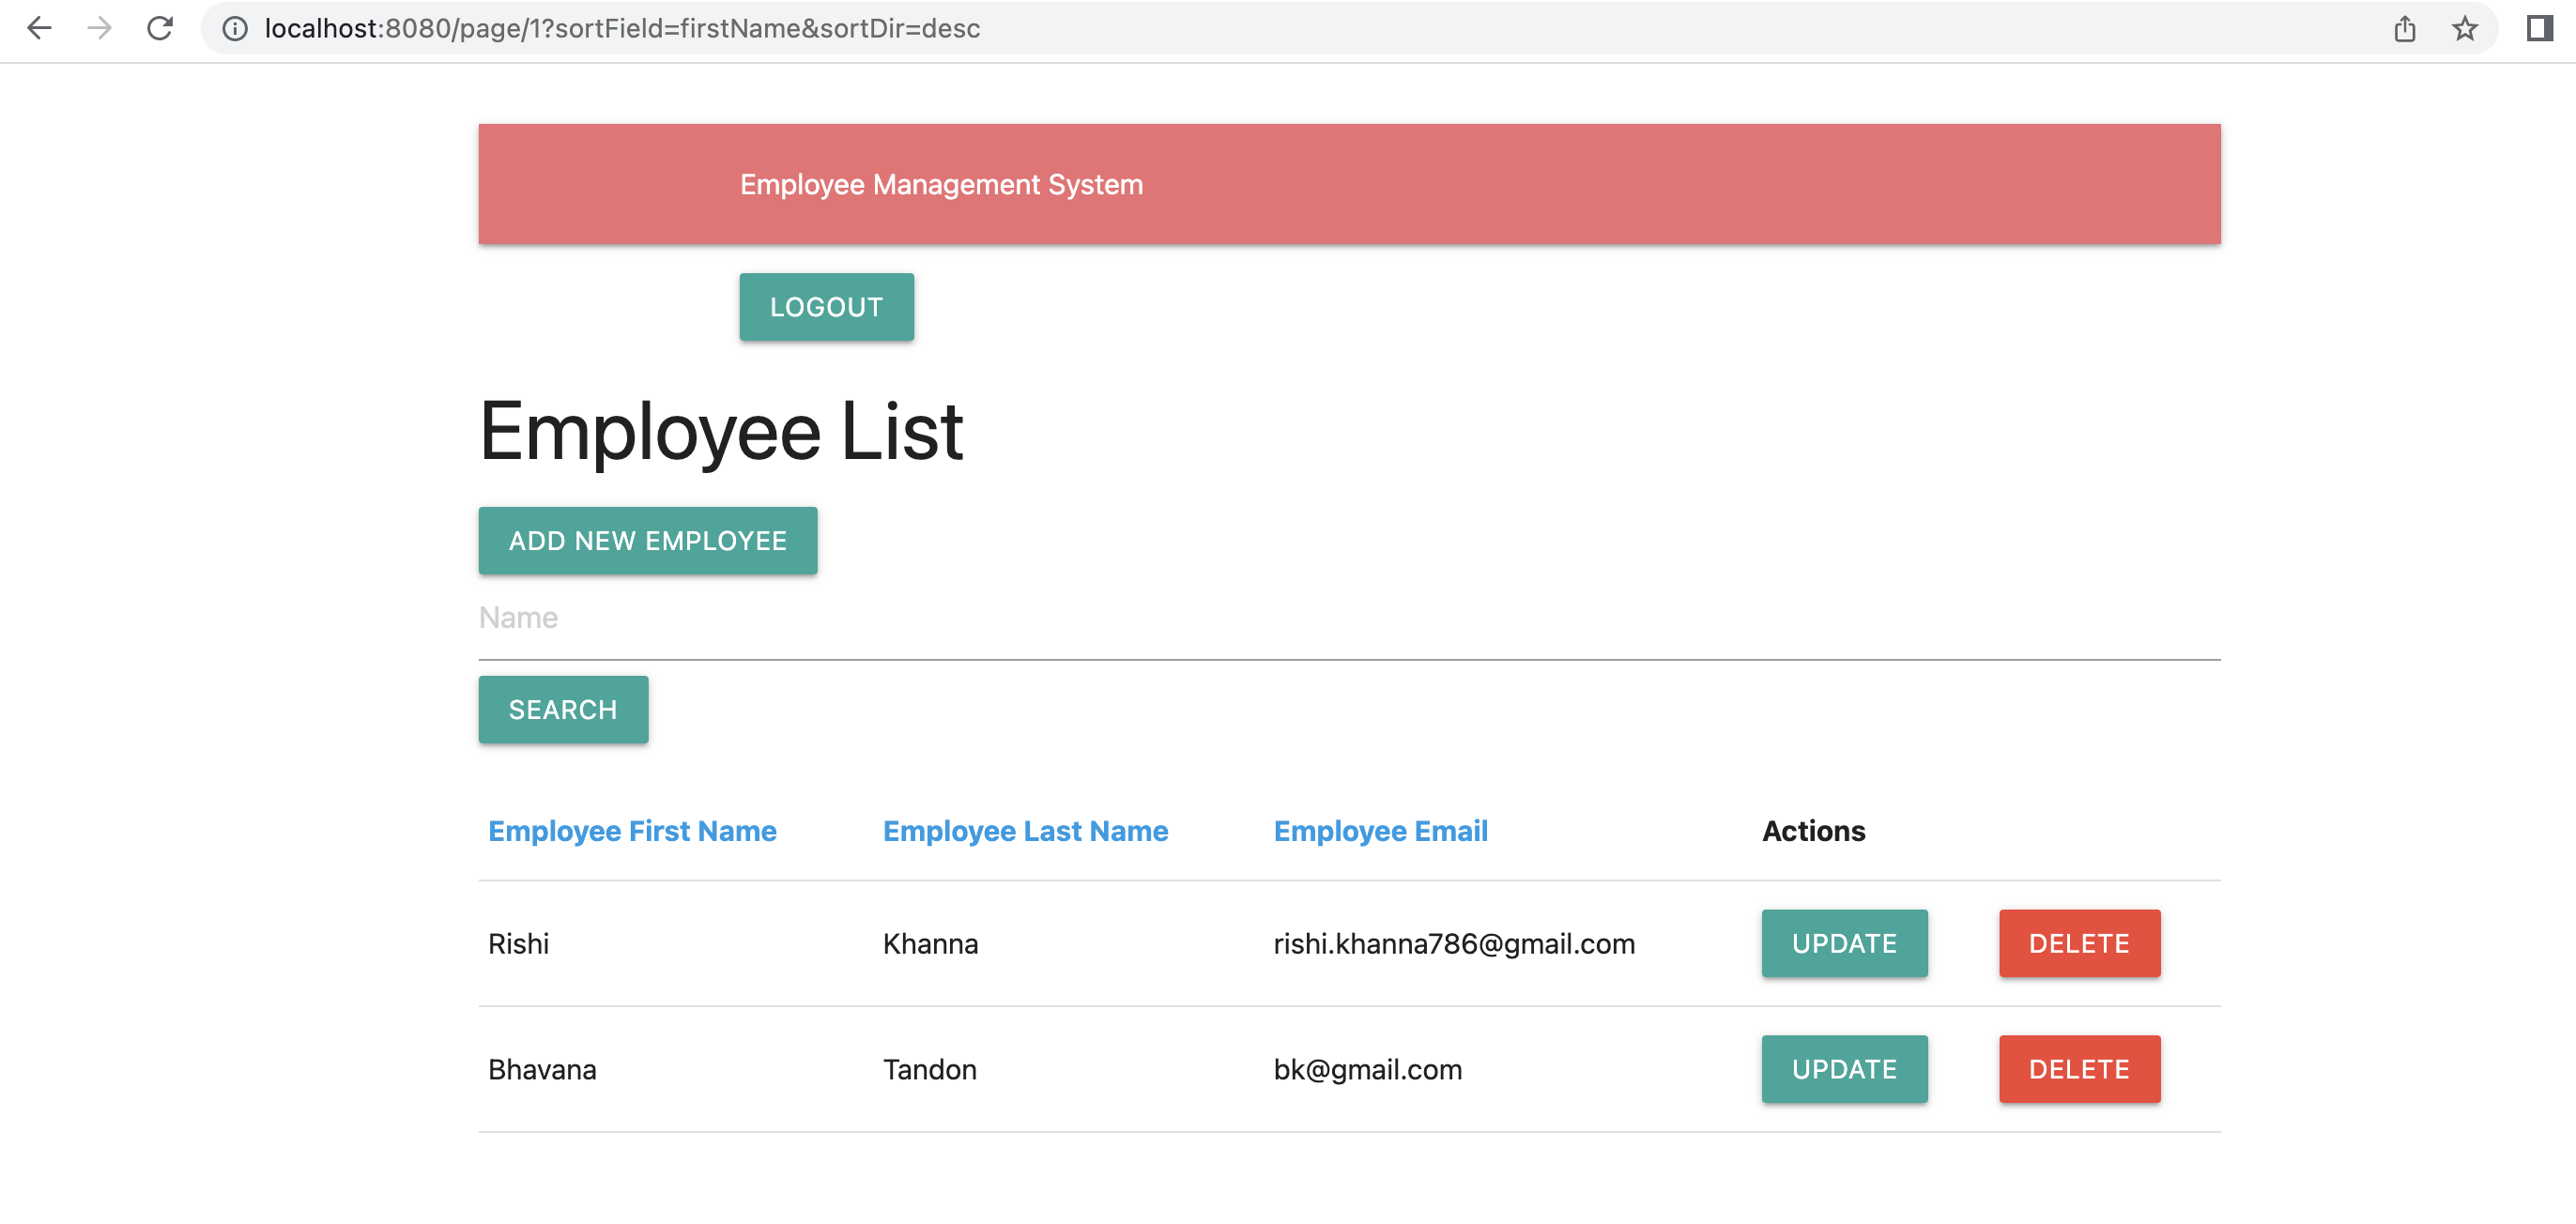 localhost:8080/page/1?sortField=firstName&sortDir=desc
Employee Management System
LOGOUT
Employee List
ADD NEW EMPLOYEE
Name
SEARCH
Employee First Name Employee Last Name Employee Email Actions
Rishi Khanna rishi.khanna786@gmail.com UPDATE DELETE
Bhavana Tandon bk@gmail.com UPDATE DELETE